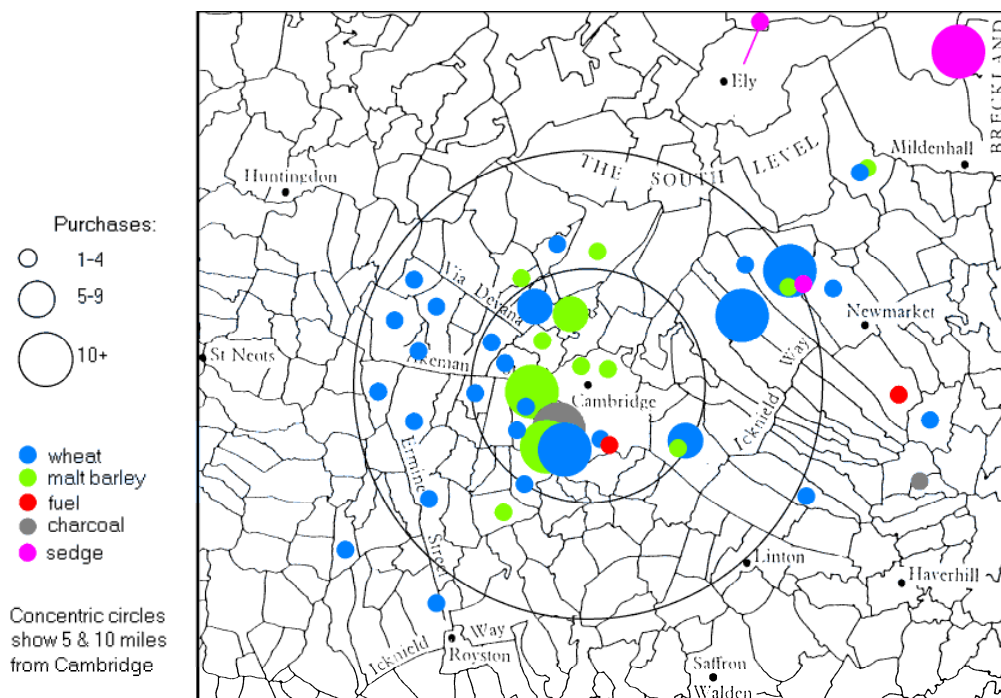 Purchases:
1–4
5-9
10+
wheat
malt barley
fuel
charcoal
sedge
Concentric circles
show 5 & 10 miles
from Cambridge
BRECKLAND
Ely
THE SOUTH LEVEL
Mildenhall
Huntingdon
Via Devana
Newmarket
St Neots
Akeman
Cambridge
Icknield Way
Ermine Street
Linton
Haverhill
Icknield Way
Royston
Saffron
Walden